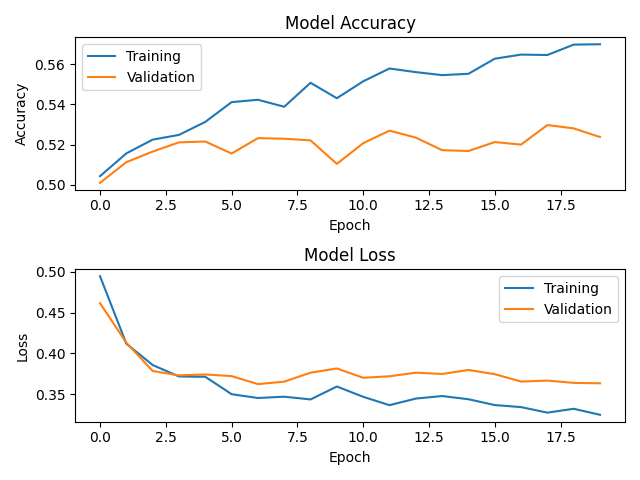 Model Accuracy
Training
Validation
Accuracy
0.56
0.54
0.52
0.50
0.0 2.5 5.0 7.5 10.0 12.5 15.0 17.5
Epoch
Model Loss
Training
Validation
Loss
0.50
0.45
0.40
0.35
0.0 2.5 5.0 7.5 10.0 12.5 15.0 17.5
Epoch